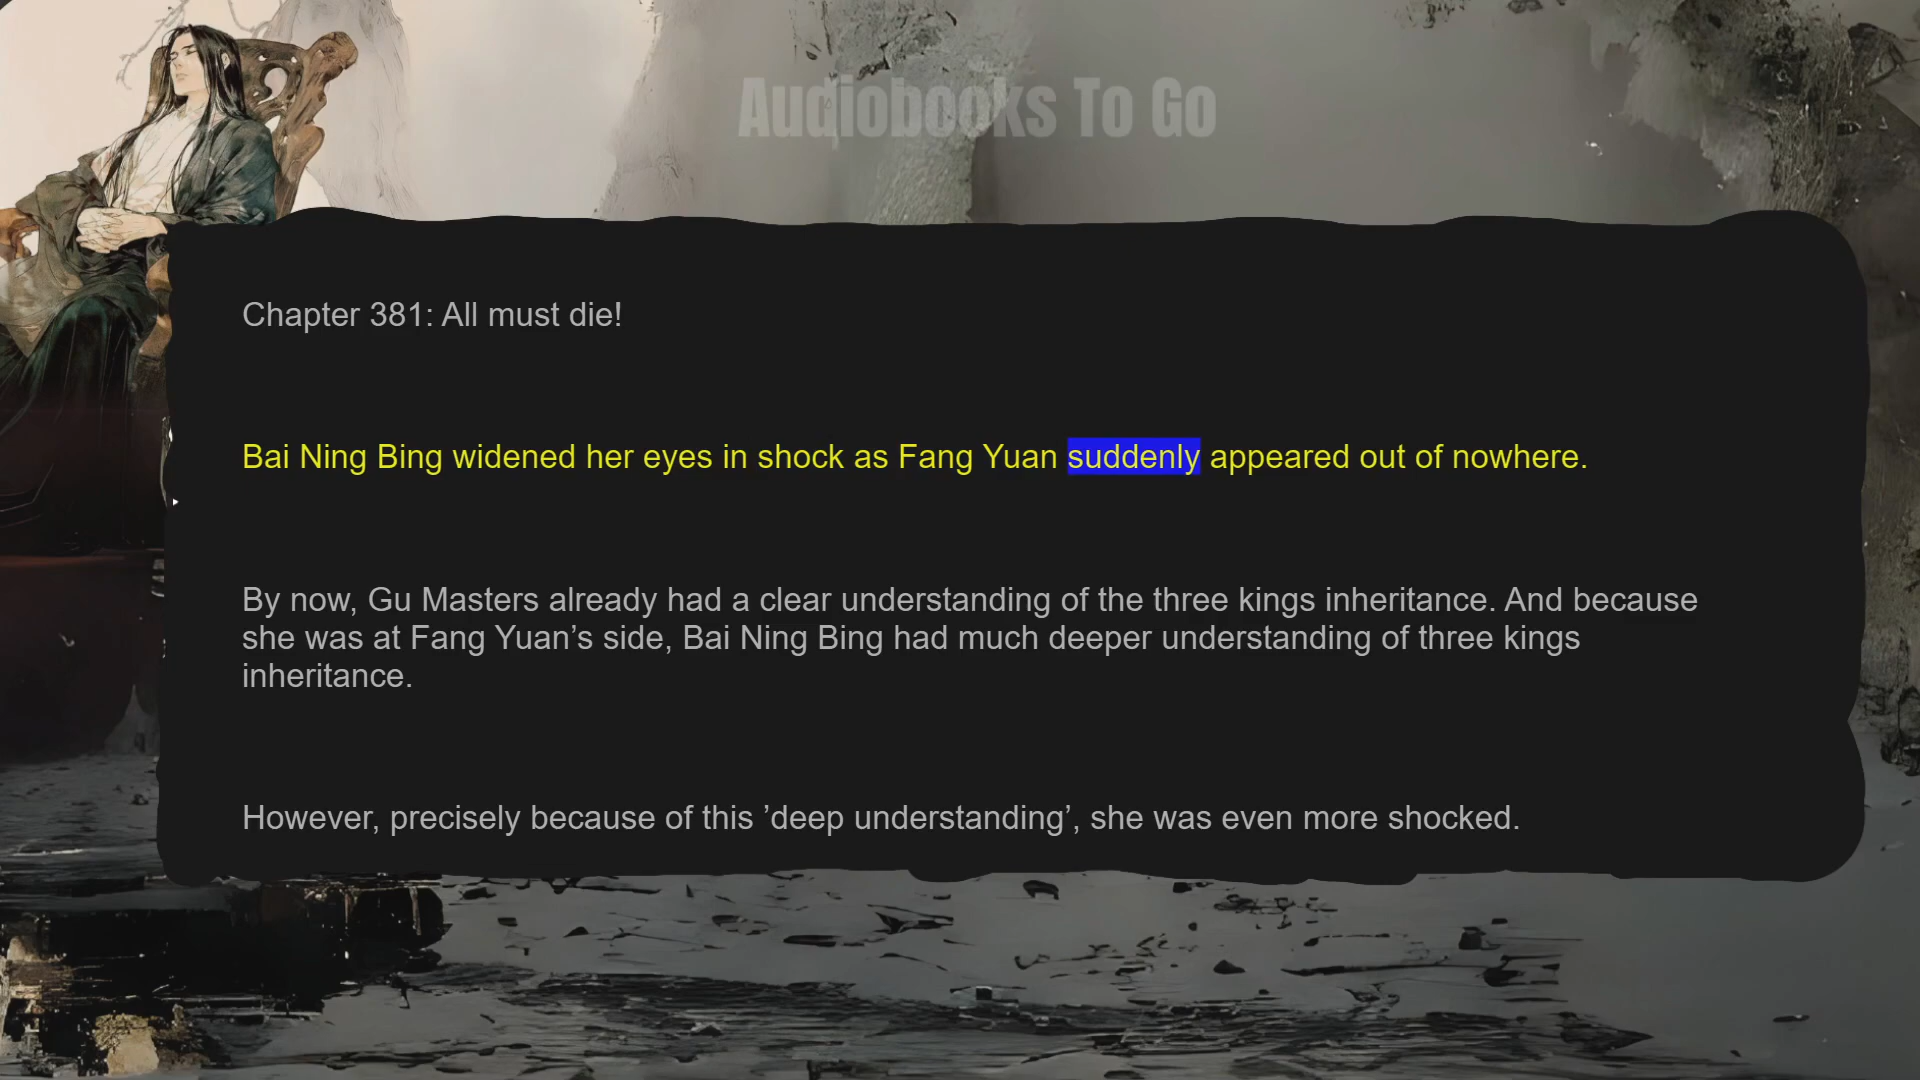 Audiobooks To Go
Chapter 381: All must die!
Bai Ning Bing widened her eyes in shock as Fang Yuan suddenly appeared out of nowhere.
By now, Gu Masters already had a clear understanding of the three kings inheritance. And because
she was at Fang Yuan’s side, Bai Ning Bing had much deeper understanding of three kings
inheritance.
However, precisely because of this ’deep understanding’, she was even more shocked.